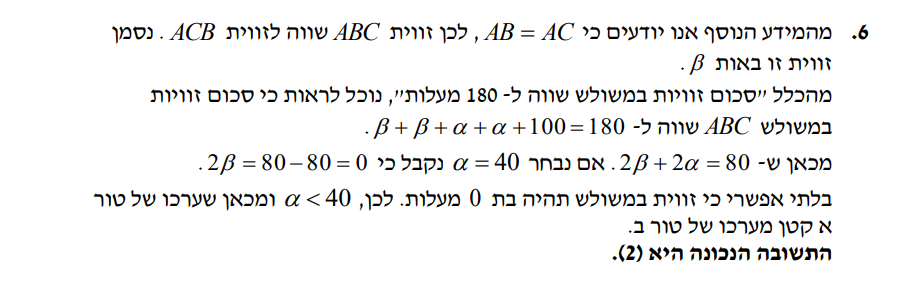 6. מהמידע הנוסף אנו יודעים כי AB = AC , לכן זווית ABC שווה לזווית ACB . נסמן
זווית זו באות β .
מהכלל "סכום זוויות במשולש שווה ל- 180 מעלות", נוכל לראות כי סכום זוויות
במשולש ABC שווה ל- β + β + α + α + 100 = 180 .
מכאן ש- 2β + 2α = 80 . אם נבחר α = 40 נקבל כי 2β = 80 − 80 = 0 .
בלתי אפשרי כי זווית במשולש תהיה בת 0 מעלות. לכן, α < 40 ומכאן שערכו של טור
א קטן מערכו של טור ב.
התשובה הנכונה היא (2).